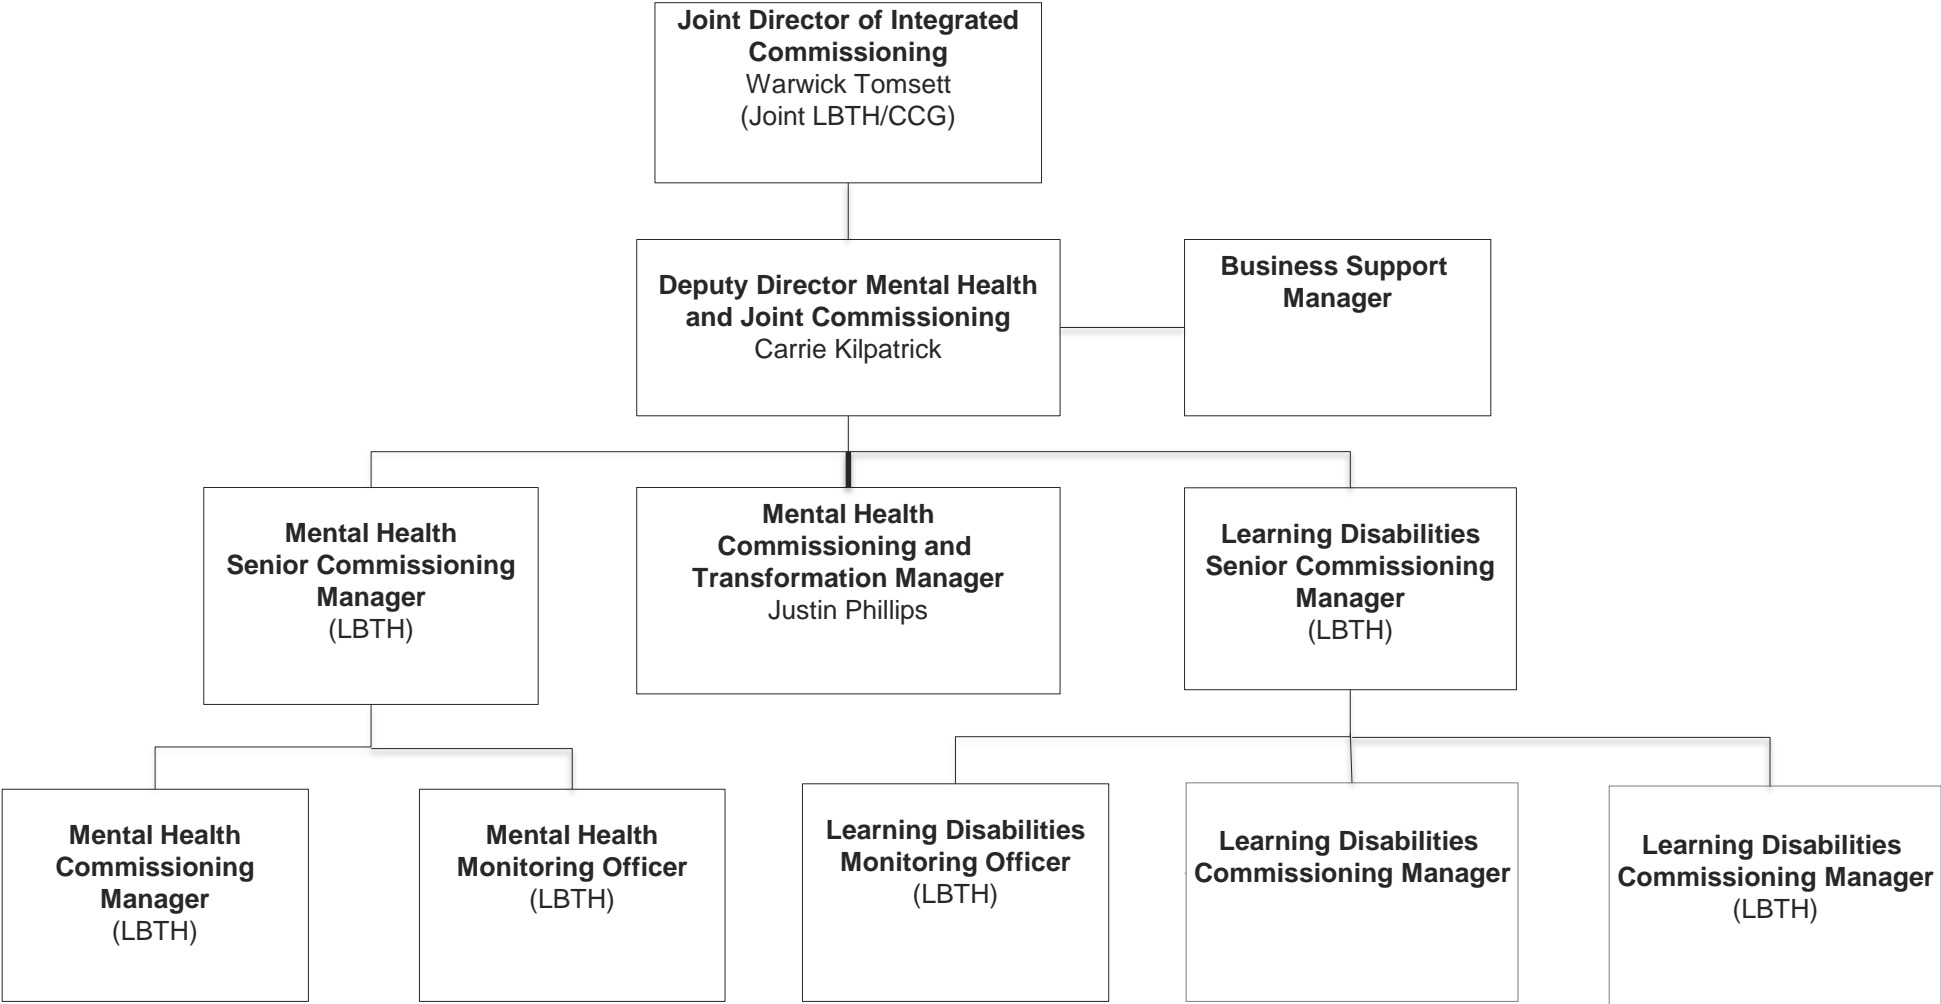 Joint Director of Integrated
Commissioning
Warwick Tomsett
(Joint LBTH/CCG)
Deputy Director Mental Health
and Joint Commissioning
Carrie Kilpatrick
Business Support
Manager
Mental Health
Senior Commissioning
Manager
(LBTH)
Mental Health
Commissioning and
Transformation Manager
Justin Phillips
Learning Disabilities
Senior Commissioning
Manager
(LBTH)
Mental Health
Commissioning
Manager
(LBTH)
Mental Health
Monitoring Officer
(LBTH)
Learning Disabilities
Monitoring Officer
(LBTH)
Learning Disabilities
Commissioning Manager
Learning Disabilities
Commissioning Manager
(LBTH)